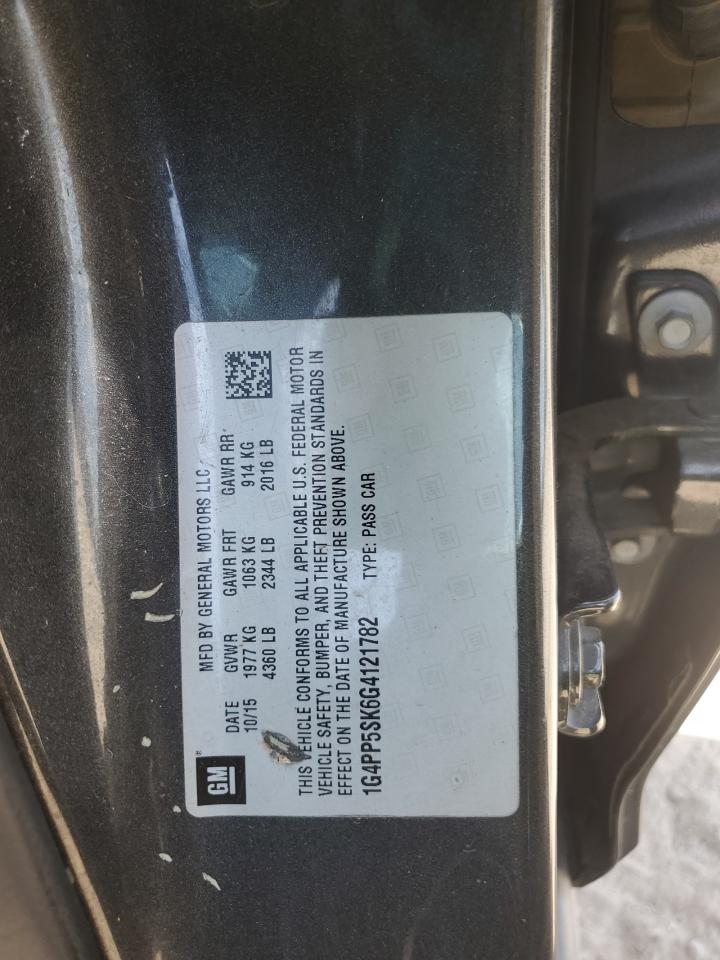 GM®
MFD BY GENERAL MOTORS LLC
DATE GVWR GAWR FRT GAWR RR
10/15 1977 KG 1063 KG 914 KG
4360 LB 2344 LB 2016 LB
THIS VEHICLE CONFORMS TO ALL APPLICABLE U.S. FEDERAL MOTOR
VEHICLE SAFETY, BUMPER, AND THEFT PREVENTION STANDARDS IN
EFFECT ON THE DATE OF MANUFACTURE SHOWN ABOVE.
1G4PP5SK6G4121782 TYPE: PASS CAR